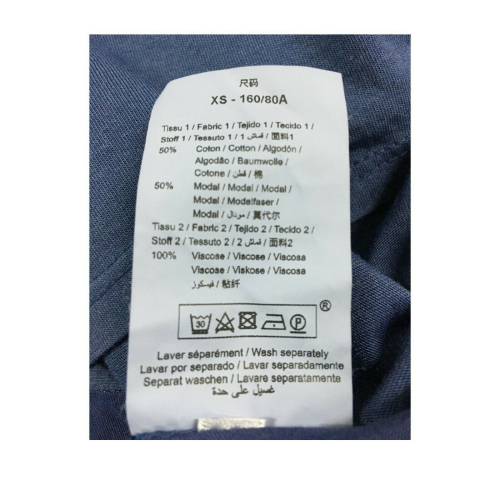 尺码
XS - 160/80A
Tissu 1 / Fabric 1 / Tejido 1 / Tecido 1 /
Stoff 1 / Tessuto 1 / قماش 1 / 面料1
50% Coton / Cotton / Algodón /
Algodão / Baumwolle /
Cotone / قطن / 棉
50% Modal / Modal / Modal /
Modal / Modalfaser /
Modal / مودال / 莫代尔
Tissu 2 / Fabric 2 / Tejido 2 / Tecido 2 /
Stoff 2 / Tessuto 2 / قماش 2 / 面料2
100% Viscose / Viscose / Viscosa
Viscose / Viskose / Viscosa
/ فيسكوز / 粘纤
30 P ®
Laver séparément / Wash separately
Lavar por separado / Lavar separadamente
Separat waschen / Lavare separatamente
غسيل على حدة